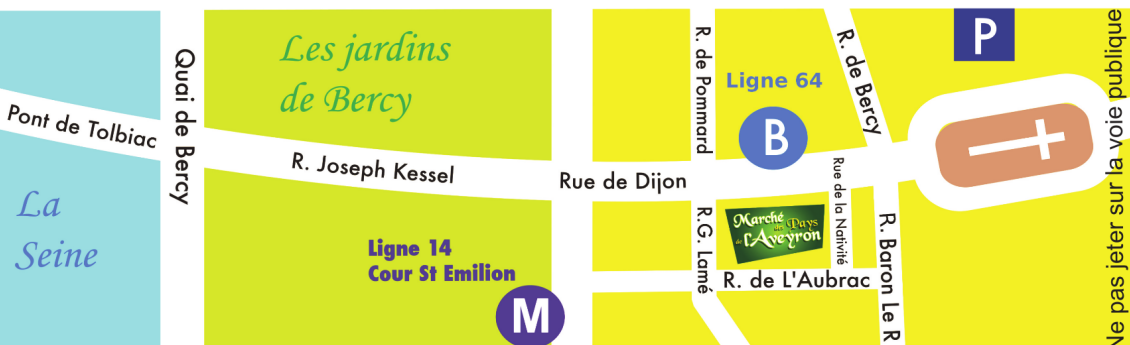 La
Seine
Pont de Tolbiac
Quai de Bercy
Les jardins
de Bercy
R. Joseph Kessel
Ligne 14
Cour St Emilion
M
Rue de Dijon
R. de Pommard
Ligne 64
B
R. de Bercy
P
R.G. Lamé
Marché des Pays
de l'Aveyron
Rue de la Nativité
R. de L'Aubrac
R. Baron Le R
Ne pas jeter sur la voie publique